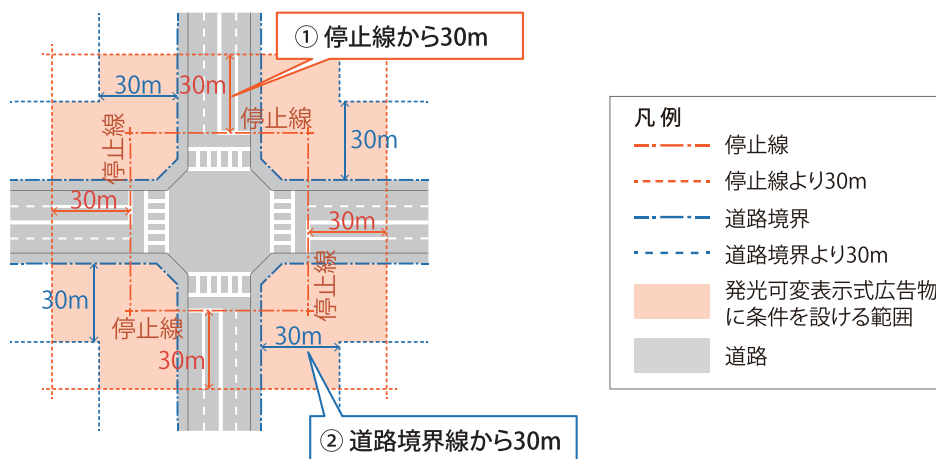 ① 停止線から30m
30m
30m
停止線
停止線
30m
30m
30m
30m
停止線
停止線
30m
30m
② 道路境界線から30m
凡 例
停止線
停止線より30m
道路境界
道路境界より30m
発光可変表示式広告物
に条件を設ける範囲
道路